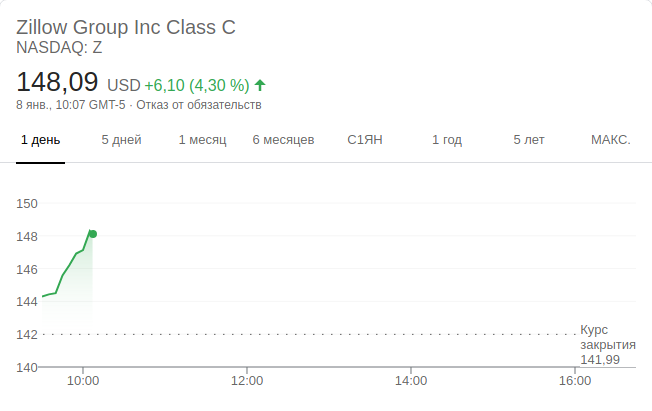 Zillow Group Inc Class C
NASDAQ: Z
148,09 USD +6,10 (4,30 %) ↑
8 янв., 10:07 GMT-5 · Отказ от обязательств
1 день 5 дней 1 месяц 6 месяцев С1ЯН 1 год 5 лет МАКС.
150
148
146
144
142
Курс
закрытия
141,99
140
10:00 12:00 14:00 16:00